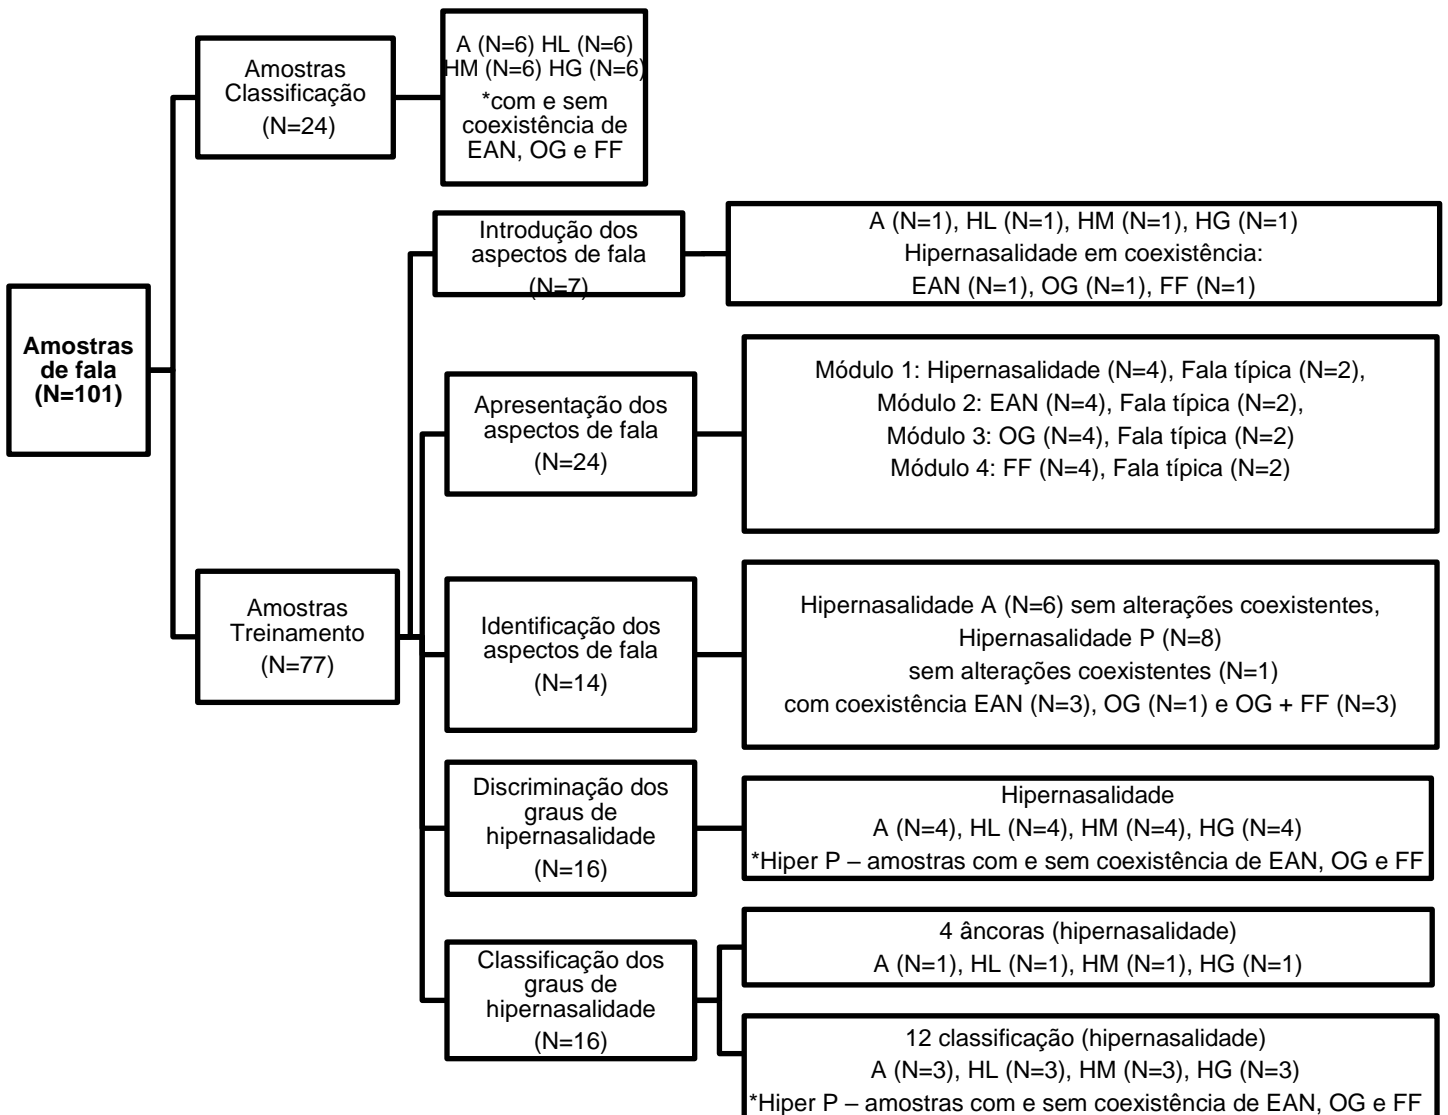 Amostras
de fala
(N=101)
Amostras
Classificação
(N=24)
A (N=6) HL (N=6)
HM (N=6) HG (N=6)
*com e sem
coexistência de
EAN, OG e FF
Amostras
Treinamento
(N=77)
Introdução dos
aspectos de fala
(N=7)
A (N=1), HL (N=1), HM (N=1), HG (N=1)
Hipernasalidade em coexistência:
EAN (N=1), OG (N=1), FF (N=1)
Apresentação dos
aspectos de fala
(N=24)
Módulo 1: Hipernasalidade (N=4), Fala típica (N=2),
Módulo 2: EAN (N=4), Fala típica (N=2),
Módulo 3: OG (N=4), Fala típica (N=2)
Módulo 4: FF (N=4), Fala típica (N=2)
Identificação dos
aspectos de fala
(N=14)
Hipernasalidade A (N=6) sem alterações coexistentes,
Hipernasalidade P (N=8)
sem alterações coexistentes (N=1)
com coexistência EAN (N=3), OG (N=1) e OG + FF (N=3)
Discriminação dos
graus de
hipernasalidade
(N=16)
Hipernasalidade
A (N=4), HL (N=4), HM (N=4), HG (N=4)
*Hiper P – amostras com e sem coexistência de EAN, OG e FF
Classificação dos
graus de
hipernasalidade
(N=16)
4 âncoras (hipernasalidade)
A (N=1), HL (N=1), HM (N=1), HG (N=1)
12 classificação (hipernasalidade)
A (N=3), HL (N=3), HM (N=3), HG (N=3)
*Hiper P – amostras com e sem coexistência de EAN, OG e FF